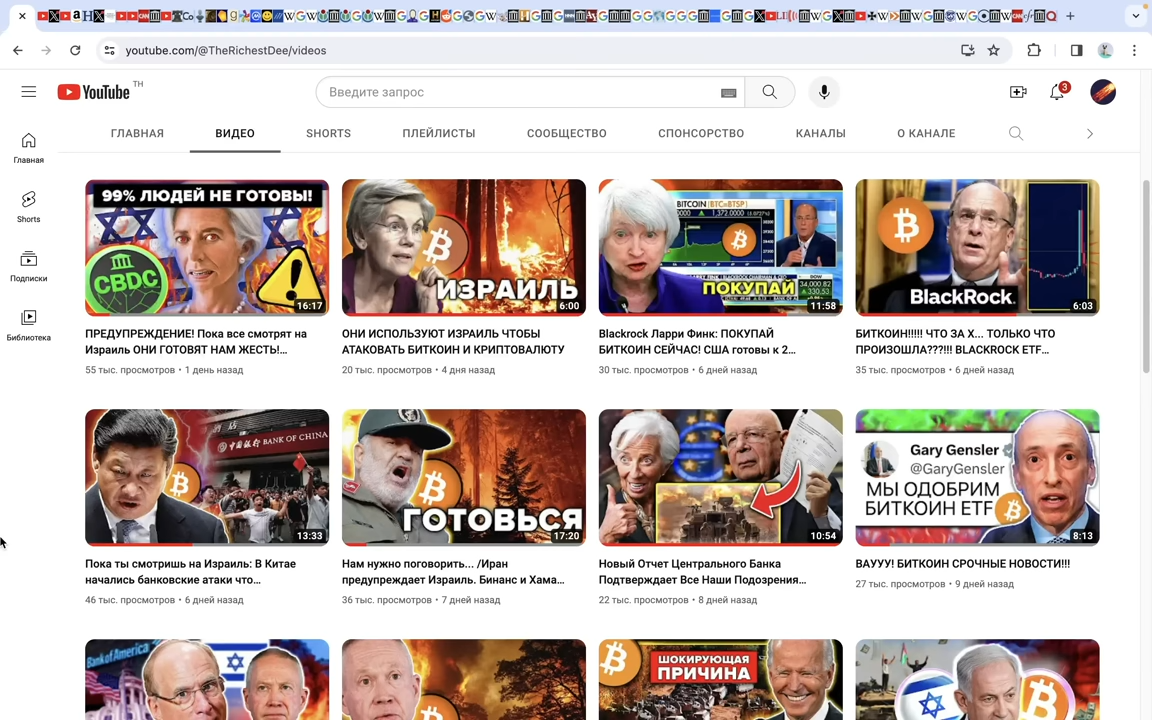 youtube.com/@TheRichestDee/videos
YouTube TH
Введите запрос
3
ГЛАВНАЯ
ВИДЕО
SHORTS
ПЛЕЙЛИСТЫ
СООБЩЕСТВО
СПОНСОРСТВО
КАНАЛЫ
О КАНАЛЕ
Главная
Shorts
Подписки
Библиотека
99% ЛЮДЕЙ НЕ ГОТОВЫ!
CBDC
16:17
ПРЕДУПРЕЖДЕНИЕ! Пока все смотрят на
Израиль ОНИ ГОТОВЯТ НАМ ЖЕСТЬ!...
55 тыс. просмотров • 1 день назад
ИЗРАИЛЬ
6:00
ОНИ ИСПОЛЬЗУЮТ ИЗРАИЛЬ ЧТОБЫ
АТАКОВАТЬ БИТКОИН И КРИПТОВАЛЮТУ
20 тыс. просмотров • 4 дня назад
BITCOIN (BTC=BTSP)
ПОКУПАЙ
DOW
34,000.82
330.53
11:58
Blackrock Ларри Финк: ПОКУПАЙ
БИТКОИН СЕЙЧАС! США готовы к 2...
30 тыс. просмотров • 6 дней назад
BlackRock.
6:03
БИТКОИН!!!!! ЧТО ЗА Х... ТОЛЬКО ЧТО
ПРОИЗОШЛА???!!! BLACKROCK ETF...
35 тыс. просмотров • 6 дней назад
BANK OF CHINA
13:33
Пока ты смотришь на Израиль: В Китае
начались банковские атаки что...
46 тыс. просмотров • 6 дней назад
ГОТОВЬСЯ
17:20
Нам нужно поговорить... /Иран
предупреждает Израиль. Бинанс и Хама...
36 тыс. просмотров • 7 дней назад
10:54
Новый Отчет Центрального Банка
Подтверждает Все Наши Подозрения...
22 тыс. просмотров • 8 дней назад
Gary Gensler
@GaryGensler
МЫ ОДОБРИМ
БИТКОИН ETF
8:13
ВАУУУ! БИТКОИН СРОЧНЫЕ НОВОСТИ!!!
27 тыс. просмотров • 9 дней назад
Bank of America
ШОКИРУЮЩАЯ
ПРИЧИНА